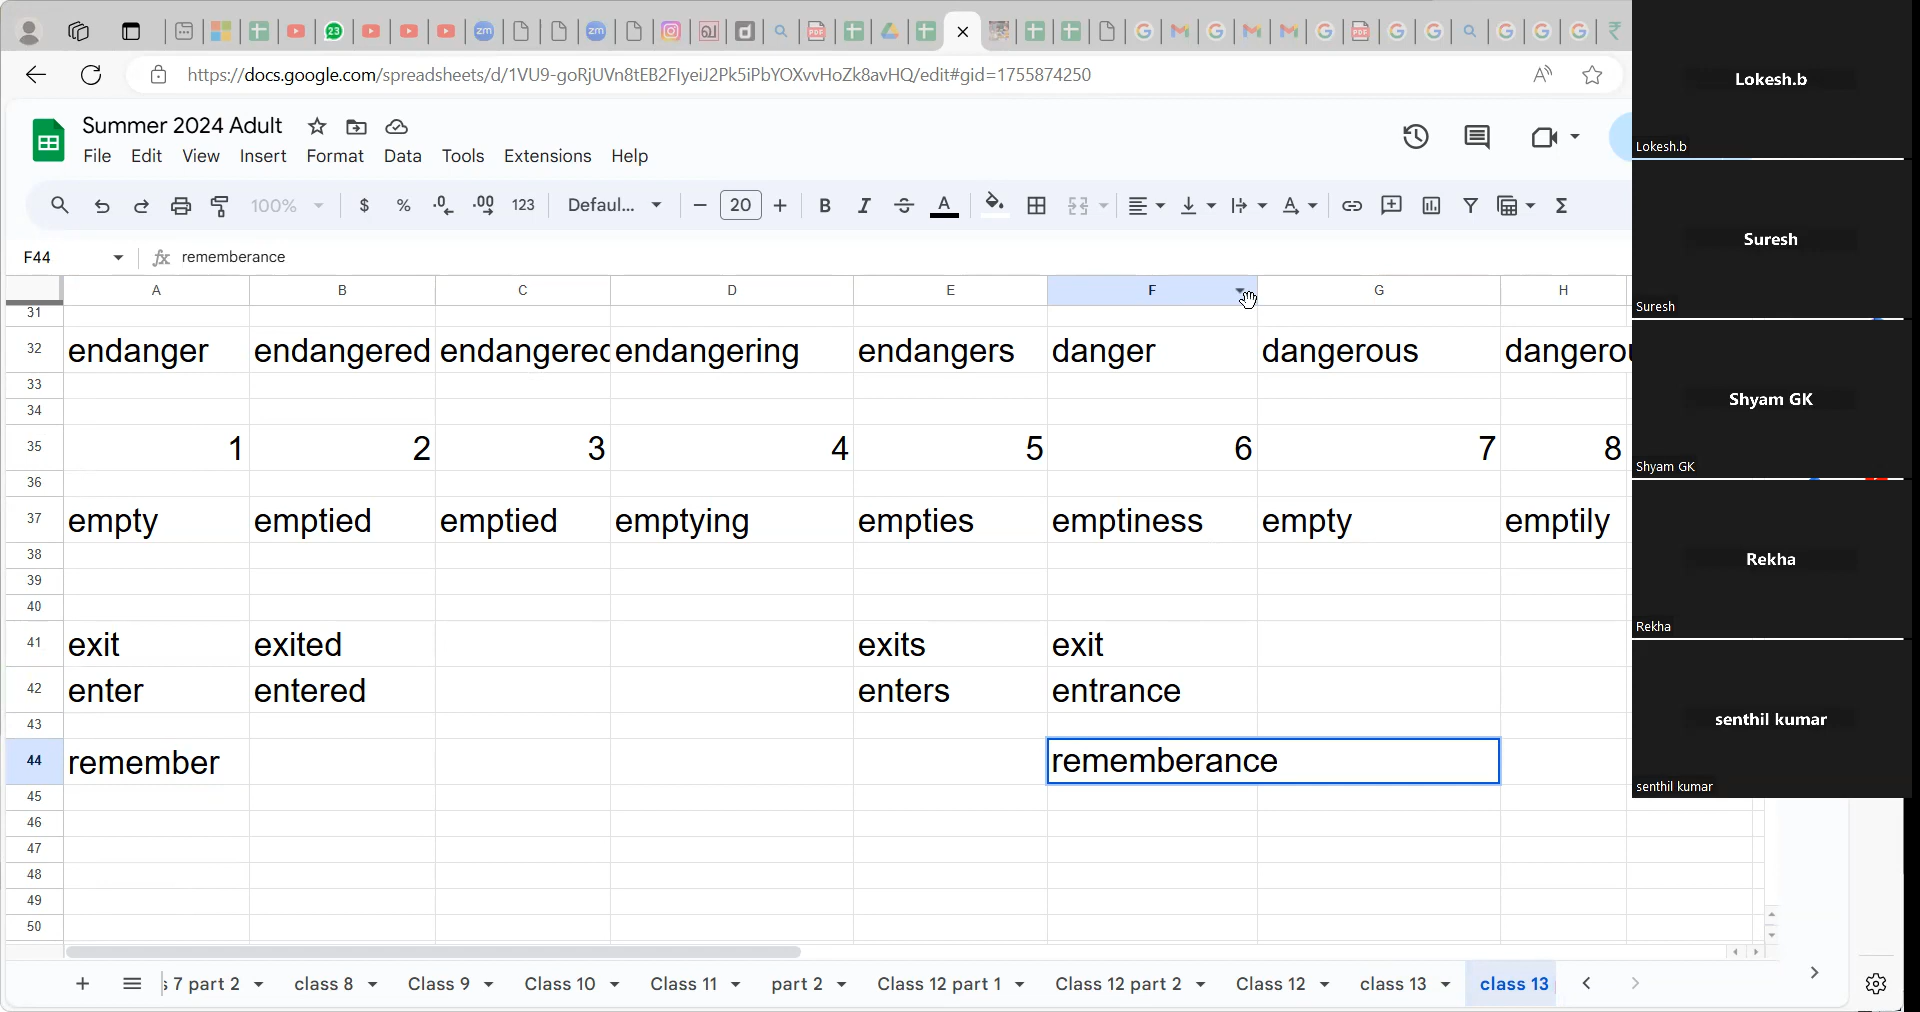 23
https://docs.google.com/spreadsheets/d/1VU9-goRjUVn8tEB2FlyeiJ2Pk5iPbYOXvvHoZk8avHQ/edit#gid=1755874250
Summer 2024 Adult
File Edit View Insert Format Data Tools Extensions Help
100% $ % .0 .00 123 Defaul... 20 B I A
F44 fx rememberance
A B C D E F G H
31
32 endanger endangered endangered endangering endangers danger dangerous dangerou
33
34
35 1 2 3 4 5 6 7 8
36
37 empty emptied emptied emptying empties emptiness empty emptily
38
39
40
41 exit exited exits exit
42 enter entered enters entrance
43
44 remember rememberance
45
46
47
48
49
50
7 part 2 class 8 Class 9 Class 10 Class 11 part 2 Class 12 part 1 Class 12 part 2 Class 12 class 13 class 13
Lokesh.b
Lokesh.b
Suresh
Suresh
Shyam GK
Shyam GK
Rekha
Rekha
senthil kumar
senthil kumar